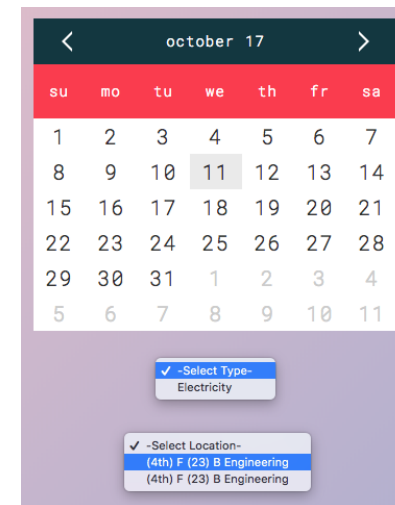 < october 17 >
su mo tu we th fr sa
1 2 3 4 5 6 7
8 9 10 11 12 13 14
15 16 17 18 19 20 21
22 23 24 25 26 27 28
29 30 31 1 2 3 4
5 6 7 8 9 10 11
✓ -Select Type-
Electricity
✓ -Select Location-
(4th) F (23) B Engineering
(4th) F (23) B Engineering